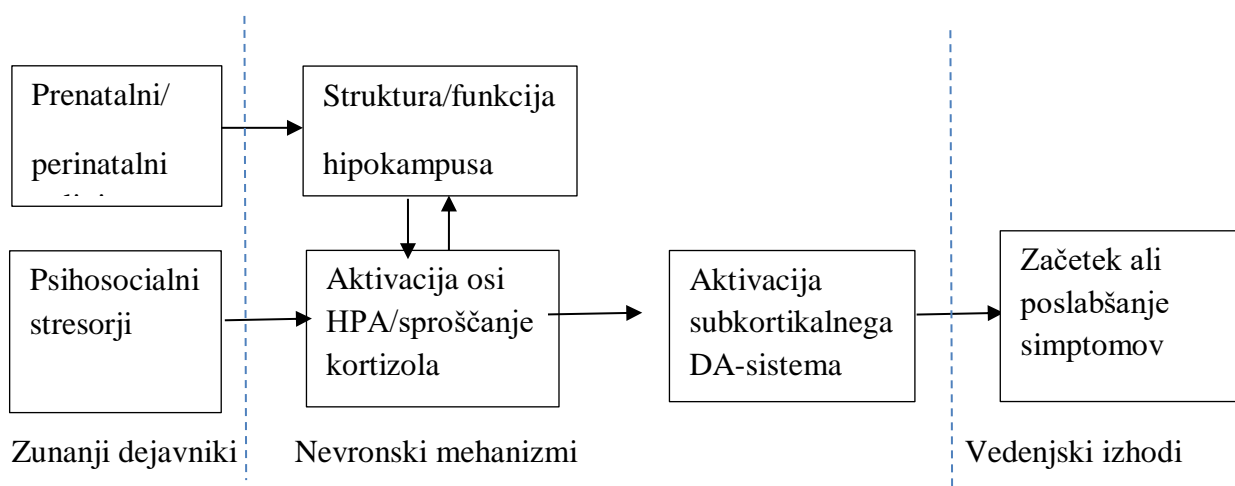 Prenatalni/
perinatalni
Struktura/funkcija
hipokampusa
Psihosocialni
stresorji
Aktivacija osi
HPA/sproščanje
kortizola
Aktivacija
subkortikalnega
DA-sistema
Začetek ali
poslabšanje
simptomov
Zunanji dejavniki
Nevronski mehanizmi
Vedenjski izhodi